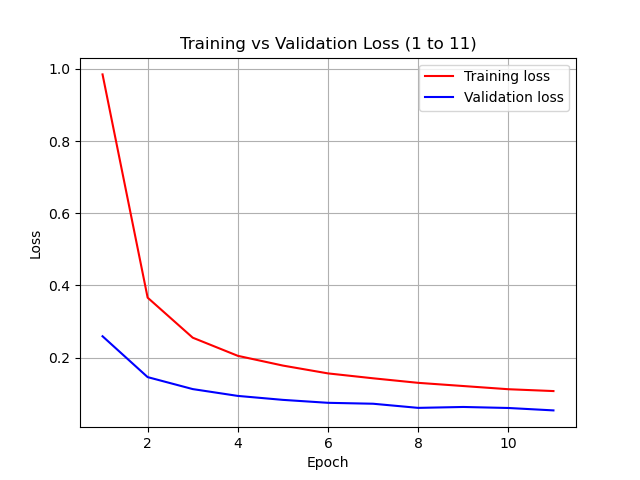 Training vs Validation Loss (1 to 11)
Training loss
Validation loss
1.0
0.8
0.6
0.4
0.2
Loss
2 4 6 8 10
Epoch